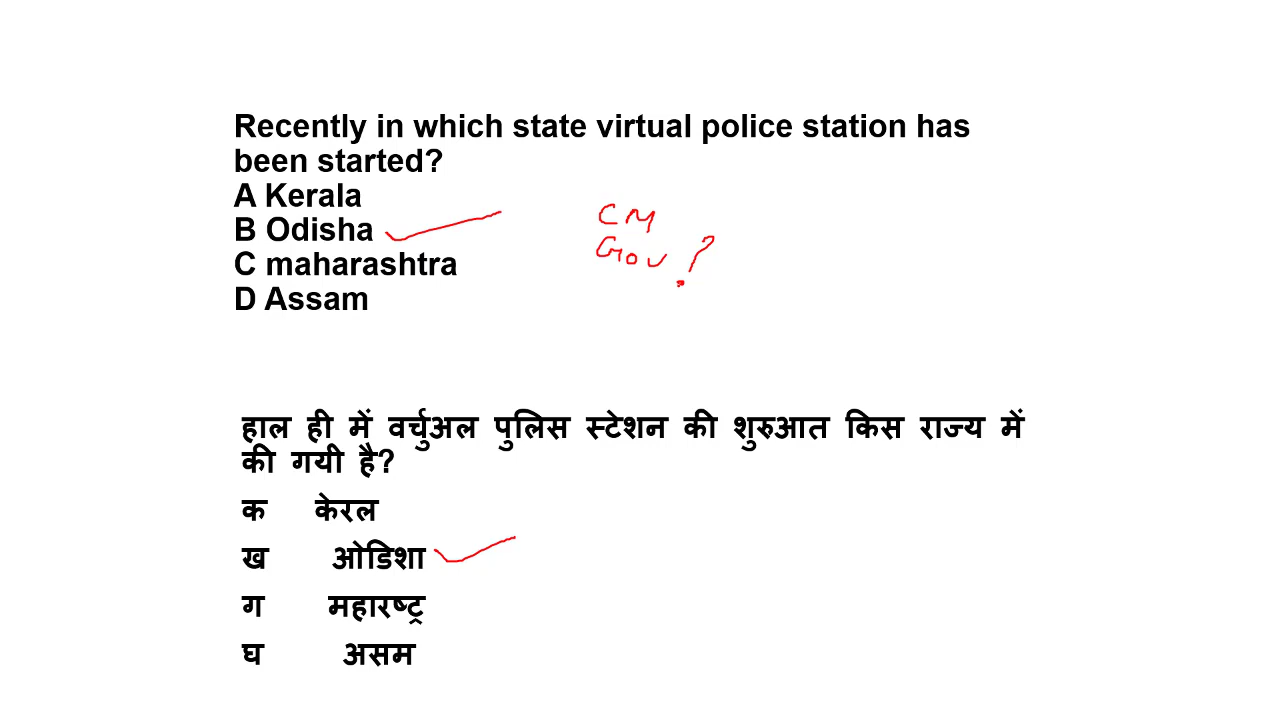 Recently in which state virtual police station has
been started?
A Kerala
B Odisha
C maharashtra
D Assam
CM
Gov ?
हाल ही में वर्चुअल पुलिस स्टेशन की शुरुआत किस राज्य में
की गयी है?
क केरल
ख ओडिशा
ग महारष्ट्र
घ असम